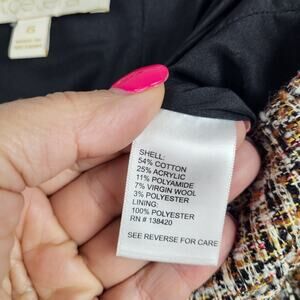 6
SHELL:
54% COTTON
25% ACRYLIC
11% POLYAMIDE
7% VIRGIN WOOL
3% POLYESTER
LINING:
100% POLYESTER
RN # 138420
SEE REVERSE FOR CARE